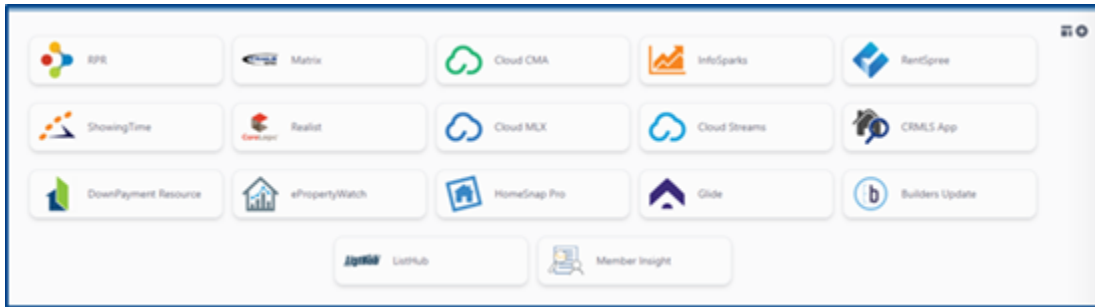 RPR
Matrix
Cloud CMA
InfoSparks
RentSpree
ShowingTime
CoreLogic
Realist
Cloud MLX
Cloud Streams
CRMLS App
DownPayment Resource
ePropertyWatch
HomeSnap Pro
Glide
b
Builders Update
ListHub
ListHub
Member Insight